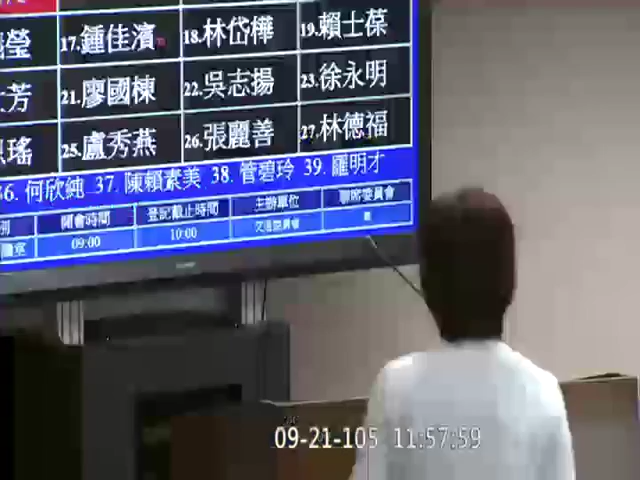 17.鍾佳濱 18.林岱樺 19.賴士葆
21.廖國棟 22.吳志揚 23.徐永明
25.盧秀燕 26.張麗善 27.林德福
36.何欣純 37.陳賴素美 38.管碧玲 39.羅明才
開會時間 登記截止時間 主辦單位 聯席委員會
09:00 10:00 交通委員會 無
09-21-105 11:57:59